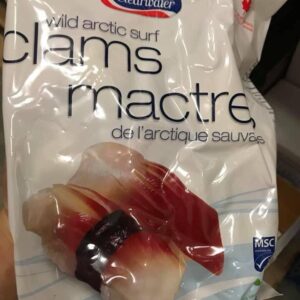 clearwater
wild arctic surf
clams
mactre
de l'arctique sauvage
MSC